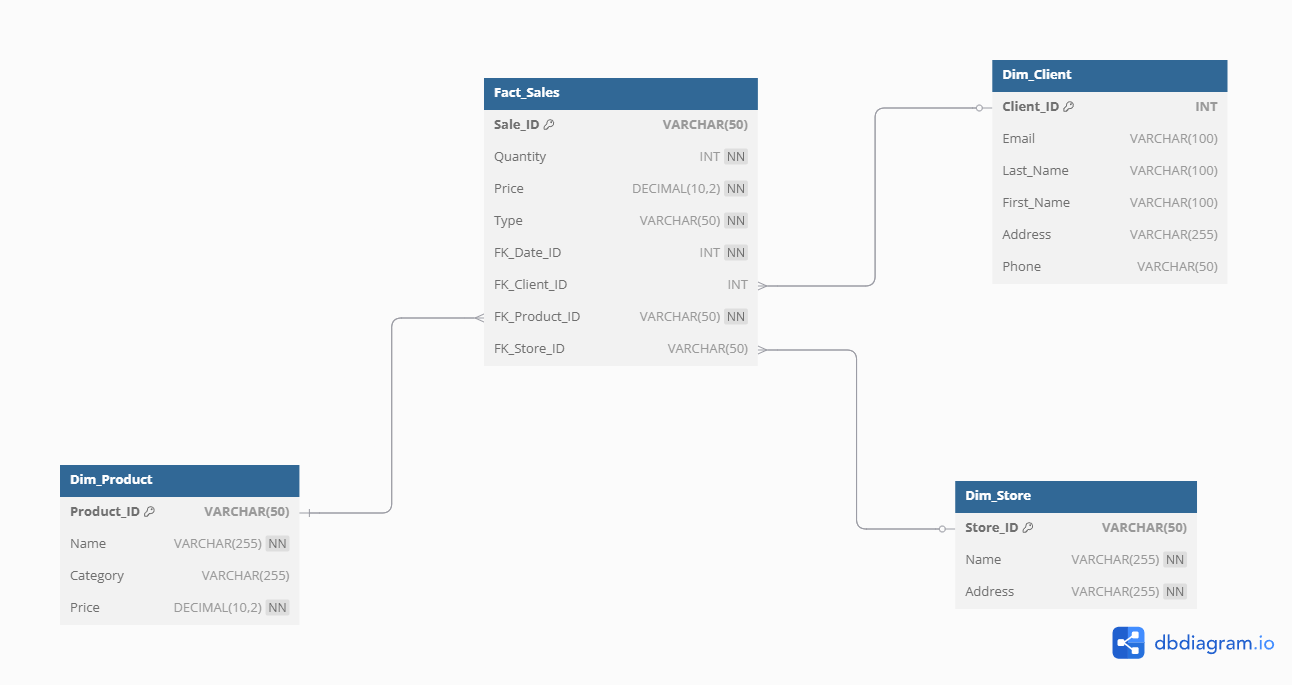 Fact_Sales
Sale_ID VARCHAR(50)
Quantity INT NN
Price DECIMAL(10,2) NN
Type VARCHAR(50) NN
FK_Date_ID INT NN
FK_Client_ID INT
FK_Product_ID VARCHAR(50) NN
FK_Store_ID VARCHAR(50)
Dim_Client
Client_ID INT
Email VARCHAR(100)
Last_Name VARCHAR(100)
First_Name VARCHAR(100)
Address VARCHAR(255)
Phone VARCHAR(50)
Dim_Product
Product_ID VARCHAR(50)
Name VARCHAR(255) NN
Category VARCHAR(255)
Price DECIMAL(10,2) NN
Dim_Store
Store_ID VARCHAR(50)
Name VARCHAR(255) NN
Address VARCHAR(255) NN
dbdiagram.io